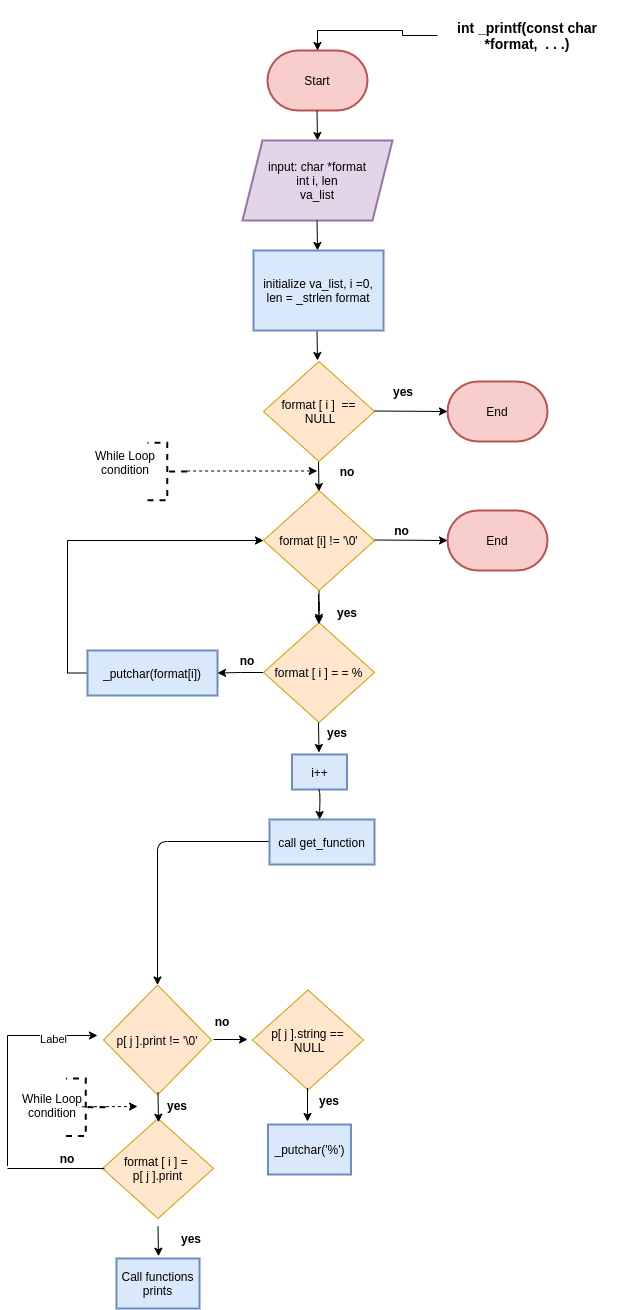 int _printf(const char
*format,  . . .)
Start
input: char *format
int i, len
va_list
initialize va_list, i =0,
len = _strlen format
format [ i ]  ==
NULL
yes
End
While Loop
condition
no
format [i] != '\0'
no
End
yes
format [ i ] = = %
no
_putchar(format[i])
yes
i++
call get_function
p[ j ].print != '\0'
no
p[ j ].string ==
NULL
Label
While Loop
condition
yes
yes
format [ i ] =
p[ j ].print
no
_putchar('%')
yes
Call functions
prints